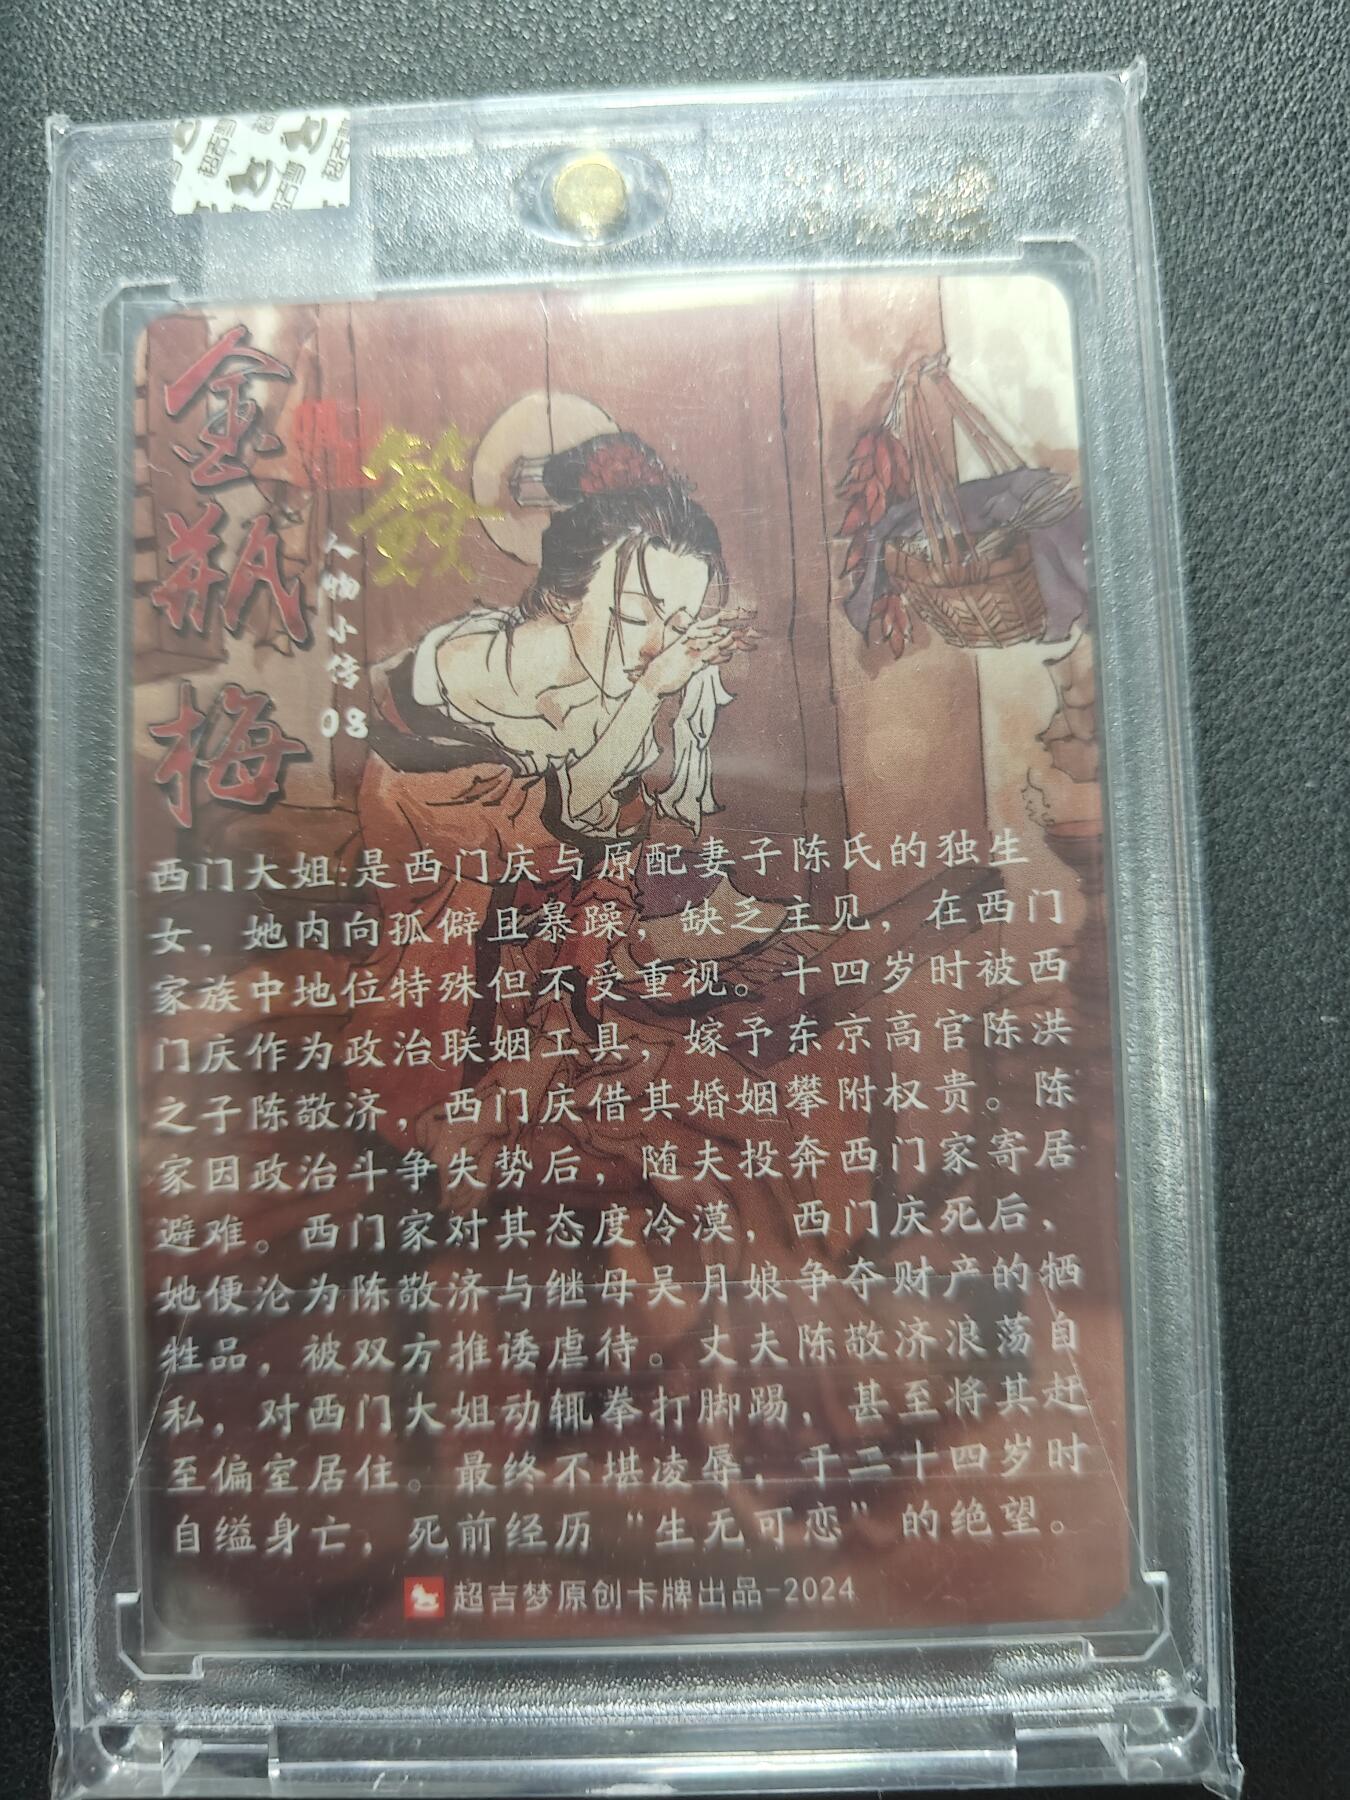 金瓶梅
人物小传
08
西门大姐:是西门庆与原配妻子陈氏的独生
女，她内向孤僻且暴躁，缺乏主见，在西门
家族中地位特殊但不受重视。十四岁时被西
门庆作为政治联姻工具，嫁予东京高官陈洪
之子陈敬济，西门庆借其婚姻攀附权贵。陈
家因政治斗争失势后，随夫投奔西门家寄居
避难。西门家对其态度冷漠，西门庆死后，
她便沦为陈敬济与继母吴月娘争夺财产的牺
牲品，被双方推诿虐待。丈夫陈敬济浪荡自
私，对西门大姐动辄拳打脚踢，甚至将其赶
至偏室居住。最终不堪凌辱，于二十四岁时
自缢身亡，死前经历“生无可恋”的绝望。
超吉梦原创卡牌出品-2024